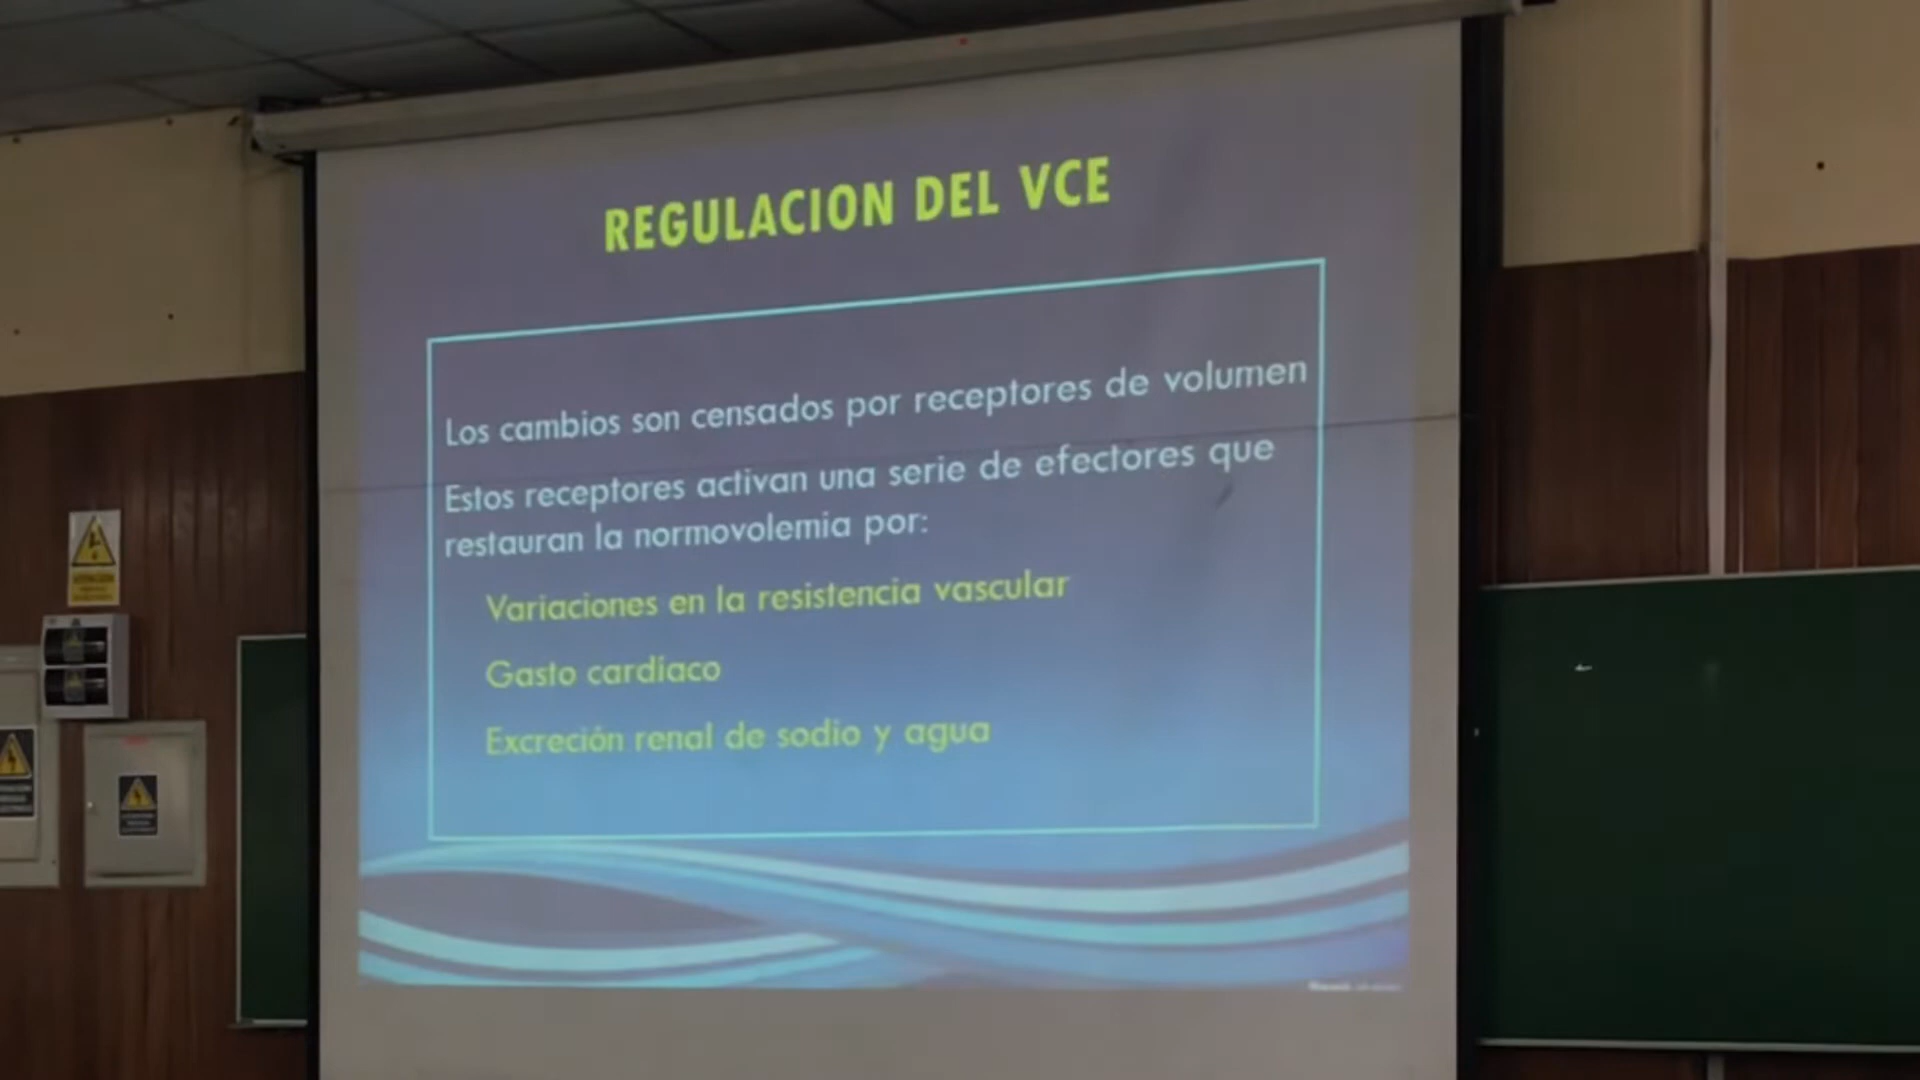 REGULACION DEL VCE
Los cambios son censados por receptores de volumen
Estos receptores activan una serie de efectores que
restauran la normovolemia por:
Variaciones en la resistencia vascular
Gasto cardíaco
Excreción renal de sodio y agua